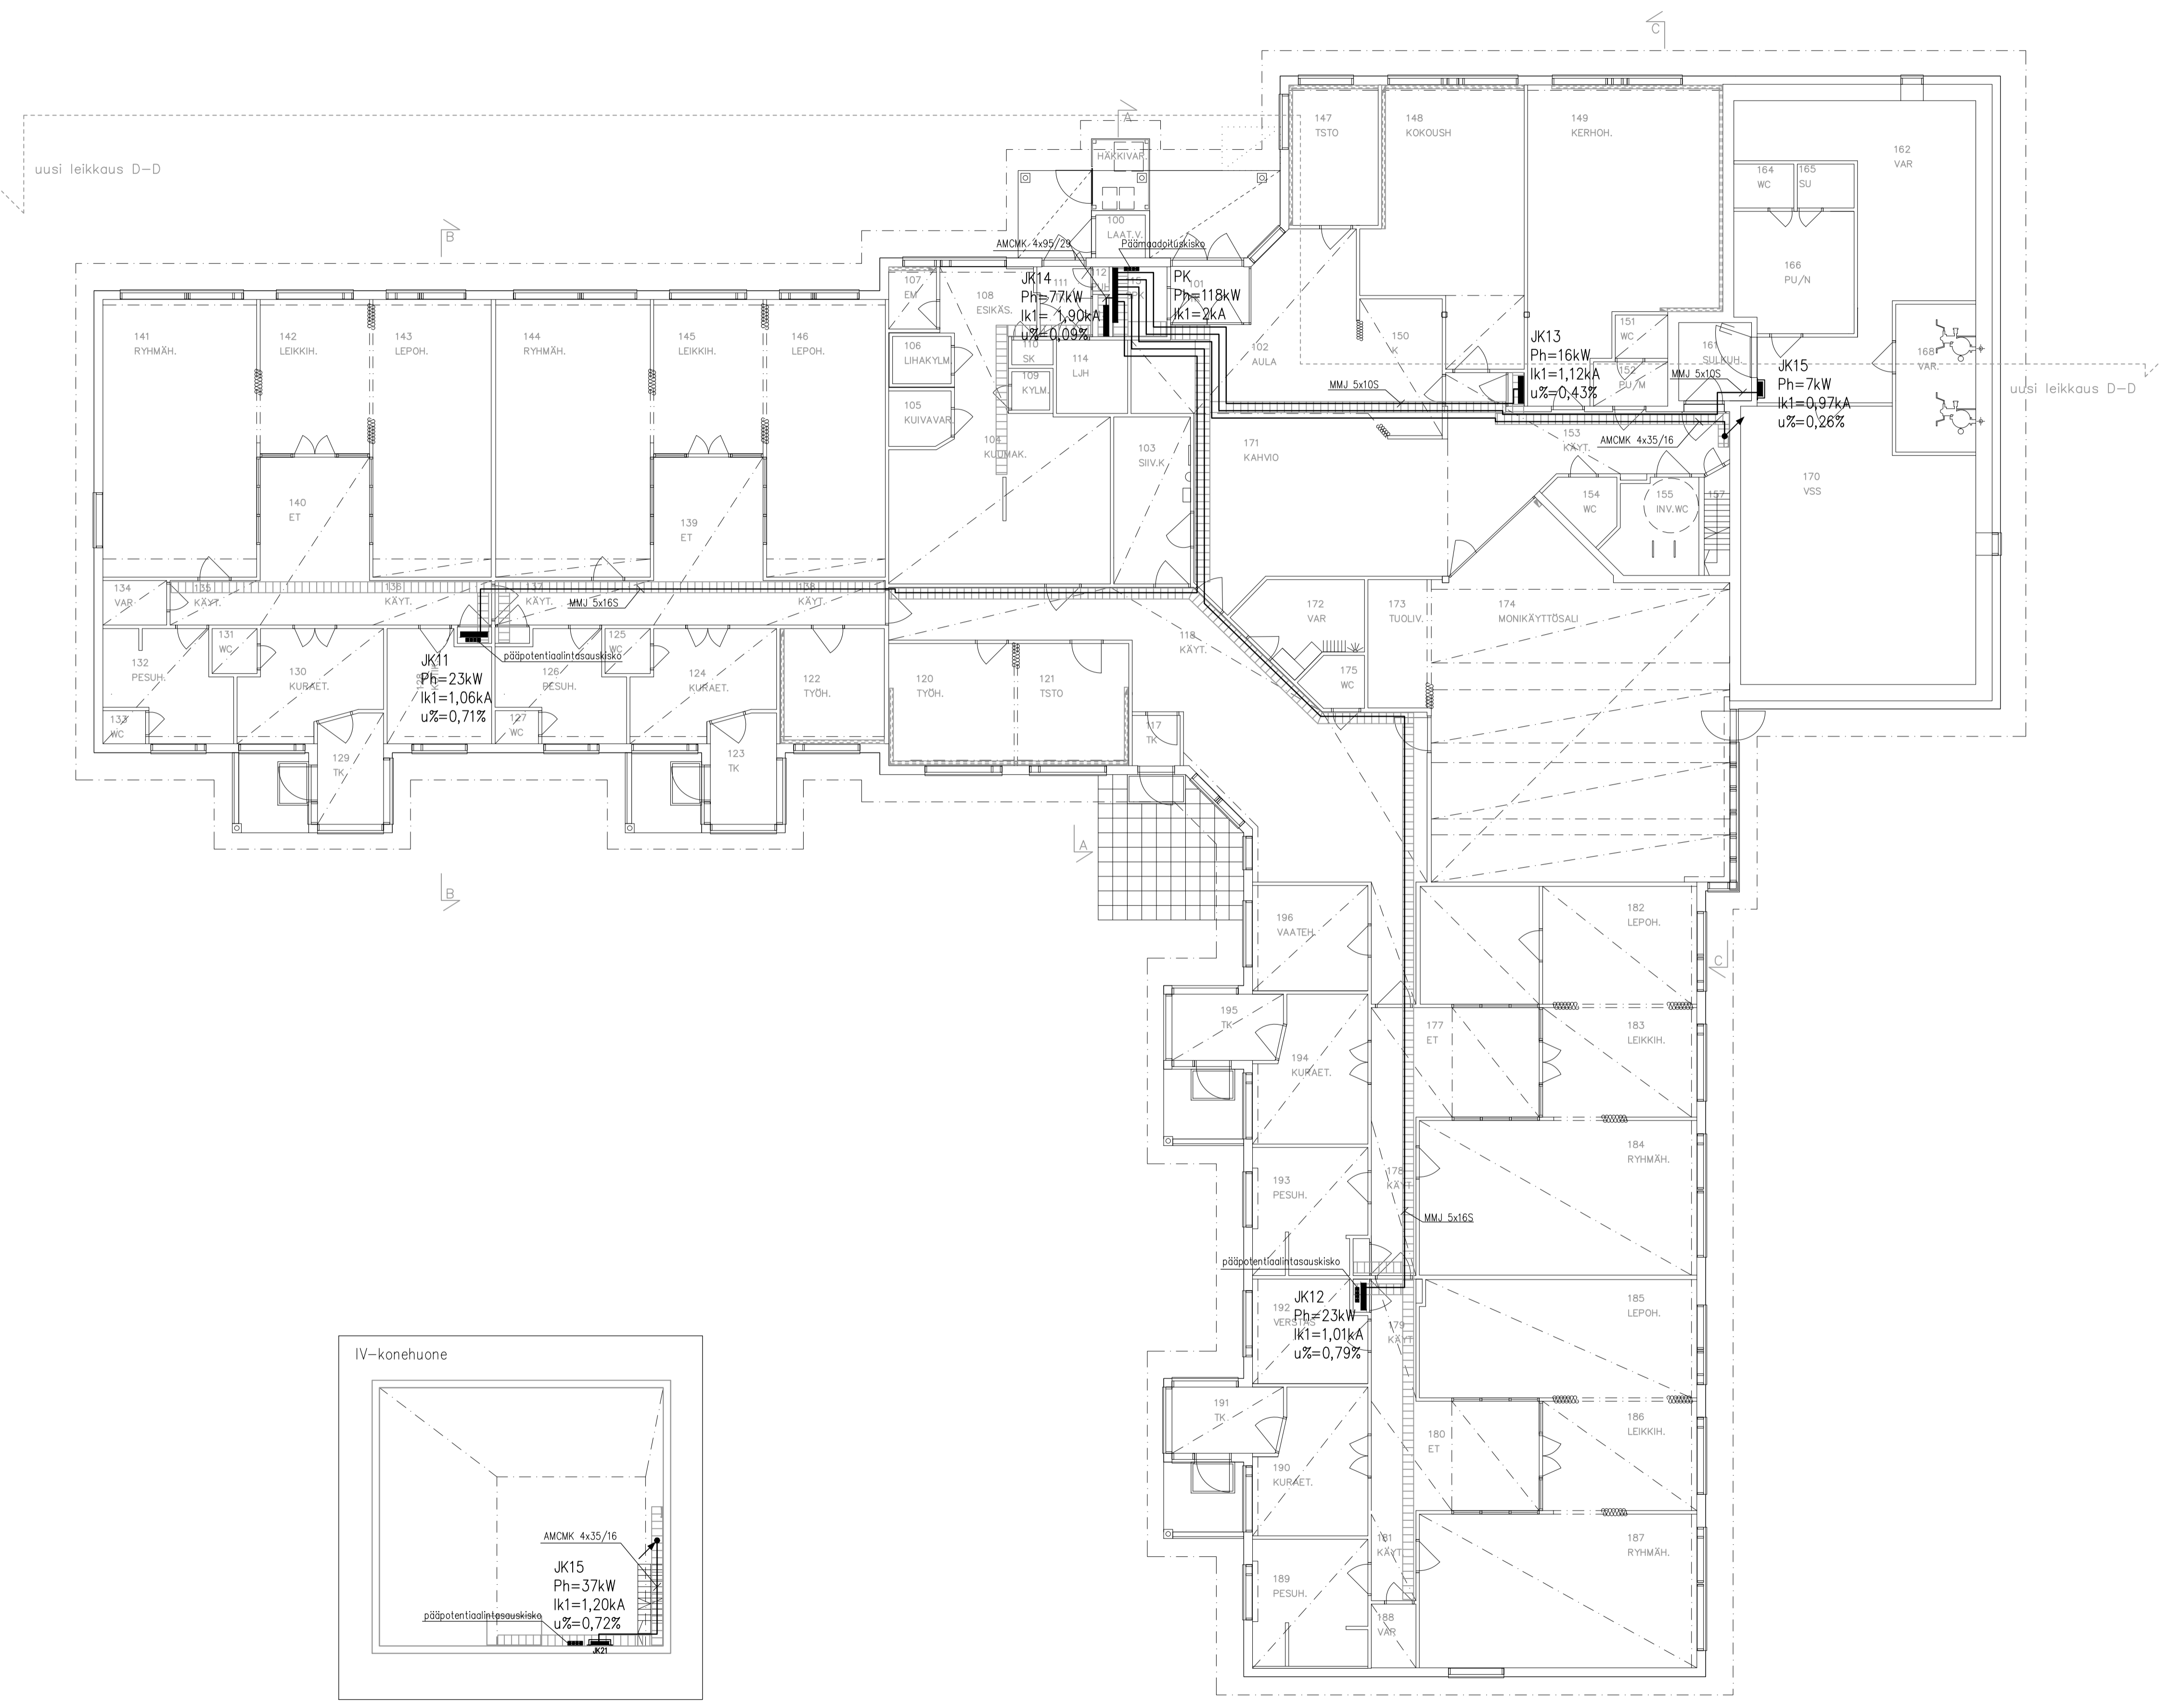 C
uusi leikkaus D-D
A
HÄKKIVAR.
100
LAAT.V.
AMCMK 4x95/29
Päämaadoituskisko
B
147
TSTO
148
KOKOUSH
149
KERHOH.
162
VAR
164
WC
165
SU
166
PU/N
107
EM
108
ESIKÄS.
111
112
JK14
Ph=77kW
Ik1= 1,90kA
u%=0,09%
PK
Ph=118kW
Ik1=2kA
101
102
AULA
150
K
151
WC
152
PU/M
161
SULKUH.
168
VAR.
JK13
Ph=16kW
Ik1=1,12kA
u%=0,43%
JK15
Ph=7kW
Ik1=0,97kA
u%=0,26%
uusi leikkaus D-D
MMJ 5x10S
MMJ 5x10S
AMCMK 4x35/16
141
RYHMÄH.
142
LEIKKIH.
143
LEPOH.
144
RYHMÄH.
145
LEIKKIH.
146
LEPOH.
106
LIHAKYLM.
105
KUIVAVAR.
110
SK
109
KYLM.
114
LJH
104
KUUMAK.
103
SIIV.K
171
KAHVIO
153
KÄYT.
154
WC
155
INV.WC
157
170
VSS
140
ET
139
ET
134
VAR
135
KÄYT.
136
KÄYT.
137
KÄYT.
138
KÄYT.
MMJ 5x16S
pääpotentiaalintasauskisko
132
PESUH.
131
WC
130
KURAET.
128
JK11
Ph=23kW
Ik1=1,06kA
u%=0,71%
126
PESUH.
125
WC
124
KURAET.
122
TYÖH.
120
TYÖH.
121
TSTO
118
KÄYT.
172
VAR
173
TUOLIV.
174
MONIKÄYTTÖSALI
175
WC
133
WC
129
TK
127
WC
123
TK
117
TK
B
A
C
196
VAATEH.
182
LEPOH.
195
TK
194
KURAET.
177
ET
183
LEIKKIH.
184
RYHMÄH.
193
PESUH.
178
KÄYT
MMJ 5x16S
pääpotentiaalintasauskisko
JK12
Ph=23kW
Ik1=1,01kA
u%=0,79%
192
VERSTAS
179
KÄYT
185
LEPOH.
191
TK.
190
KURAET.
180
ET
186
LEIKKIH.
181
KÄYT
187
RYHMÄH.
189
PESUH.
188
VAR
IV-konehuone
AMCMK 4x35/16
JK15
Ph=37kW
Ik1=1,20kA
u%=0,72%
pääpotentiaalintasauskisko
JK21